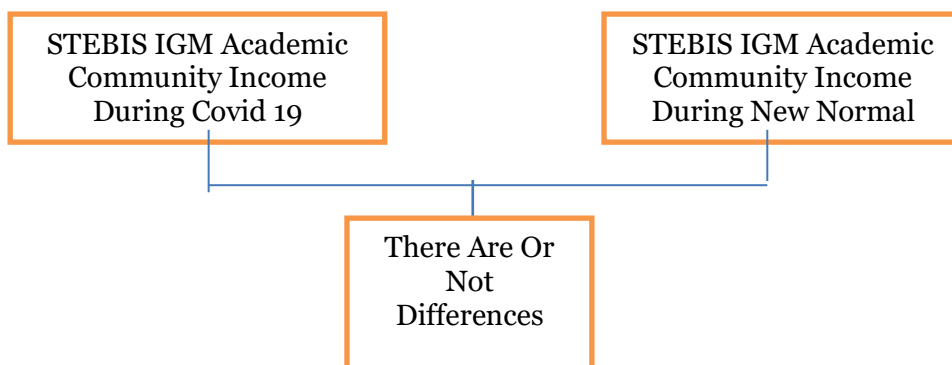 STEBIS IGM Academic
Community Income
During Covid 19
STEBIS IGM Academic
Community Income
During New Normal
There Are Or
Not
Differences